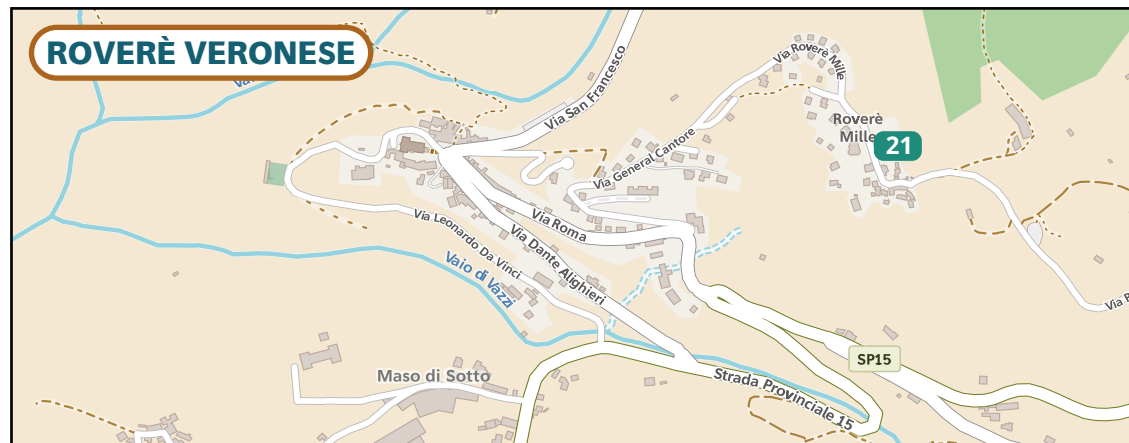 ROVERÈ VERONESE
Via San Francesco
Via Roverè Mille
Roverè
Mille
21
Via General Cantore
Via Roma
Via Leonardo Da Vinci
Via Dante Alighieri
Vaio di Vazzi
SP15
Maso di Sotto
Strada Provinciale 15